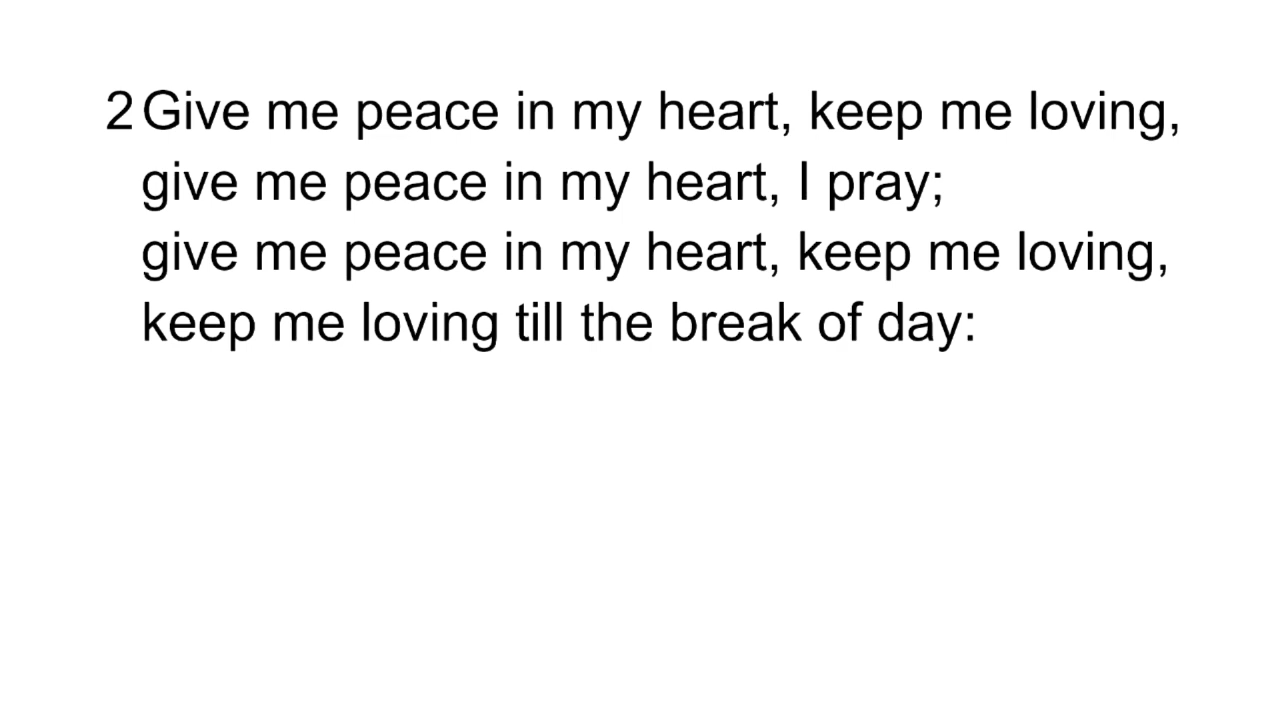 2 Give me peace in my heart, keep me loving,
give me peace in my heart, I pray;
give me peace in my heart, keep me loving,
keep me loving till the break of day: